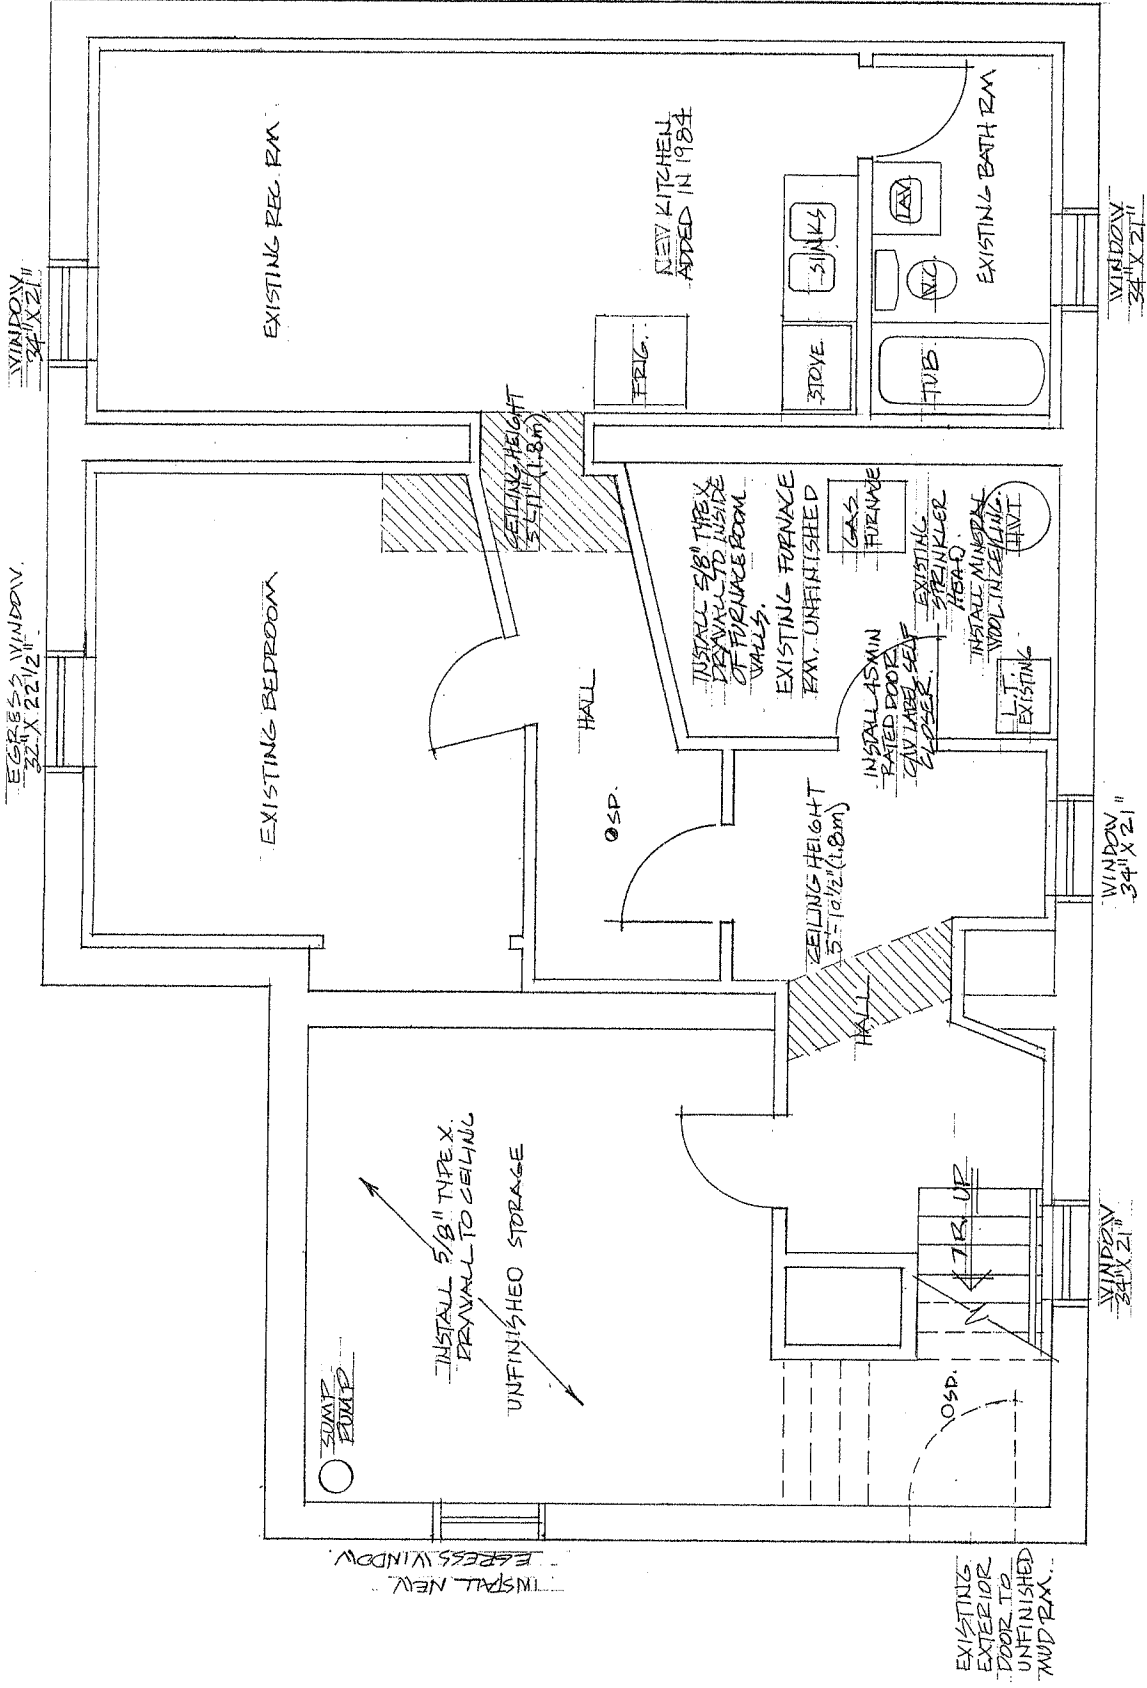 WINDOW
34" X 21"
EGRESS WINDOW
32" X 22 1/2"
EXISTING REC. RM.
EXISTING BEDROOM
NEW KITCHEN
ADDED IN 1984
FRIG.
STOVE
SINKS
LAV
W.C.
TUB
EXISTING BATH RM
WINDOW
34" X 21"
CEILING HEIGHT
5'-11" (1.8m)
HALL
SP.
INSTALL 5/8" TYPE X
DRYWALL TO INSIDE
OF FURNACE ROOM
WALLS.
EXISTING FURNACE
RM, UNFINISHED
GAS
FURNACE
EXISTING
SPRINKLER
HEAD.
INSTALL MINERAL
WOOL IN CEILING.
HWT
L.T.
EXISTING
INSTALL 45 MIN
RATED DOOR
C/W LABEL SELF
CLOSER.
CEILING HEIGHT
5'-10 1/2" (1.8m)
HALL
WINDOW
34" X 21"
INSTALL 5/8" TYPE X
DRYWALL TO CEILING
UNFINISHED STORAGE
SUMP
PUMP
7R. UP
SD.
WINDOW
34" X 21"
INSTALL NEW
EGRESS WINDOW
EXISTING
EXTERIOR
DOOR TO
UNFINISHED
MUD RM.